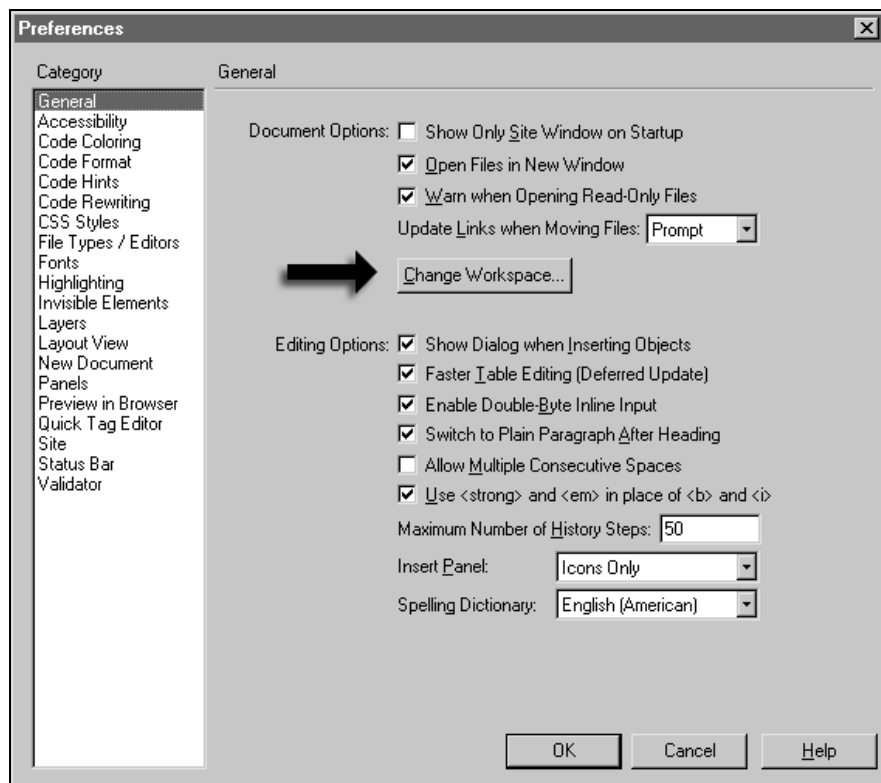 Preferences
Category
General
General
Accessibility
Code Coloring
Code Format
Code Hints
Code Rewriting
CSS Styles
File Types / Editors
Fonts
Highlighting
Invisible Elements
Layers
Layout View
New Document
Panels
Preview in Browser
Quick Tag Editor
Site
Status Bar
Validator
Document Options: Show Only Site Window on Startup
Open Files in New Window
Warn when Opening Read-Only Files
Update Links when Moving Files: Prompt
Change Workspace...
Editing Options: Show Dialog when Inserting Objects
Faster Table Editing (Deferred Update)
Enable Double-Byte Inline Input
Switch to Plain Paragraph After Heading
Allow Multiple Consecutive Spaces
Use <strong> and <em> in place of <b> and <i>
Maximum Number of History Steps: 50
Insert Panel: Icons Only
Spelling Dictionary: English (American)
OK Cancel Help